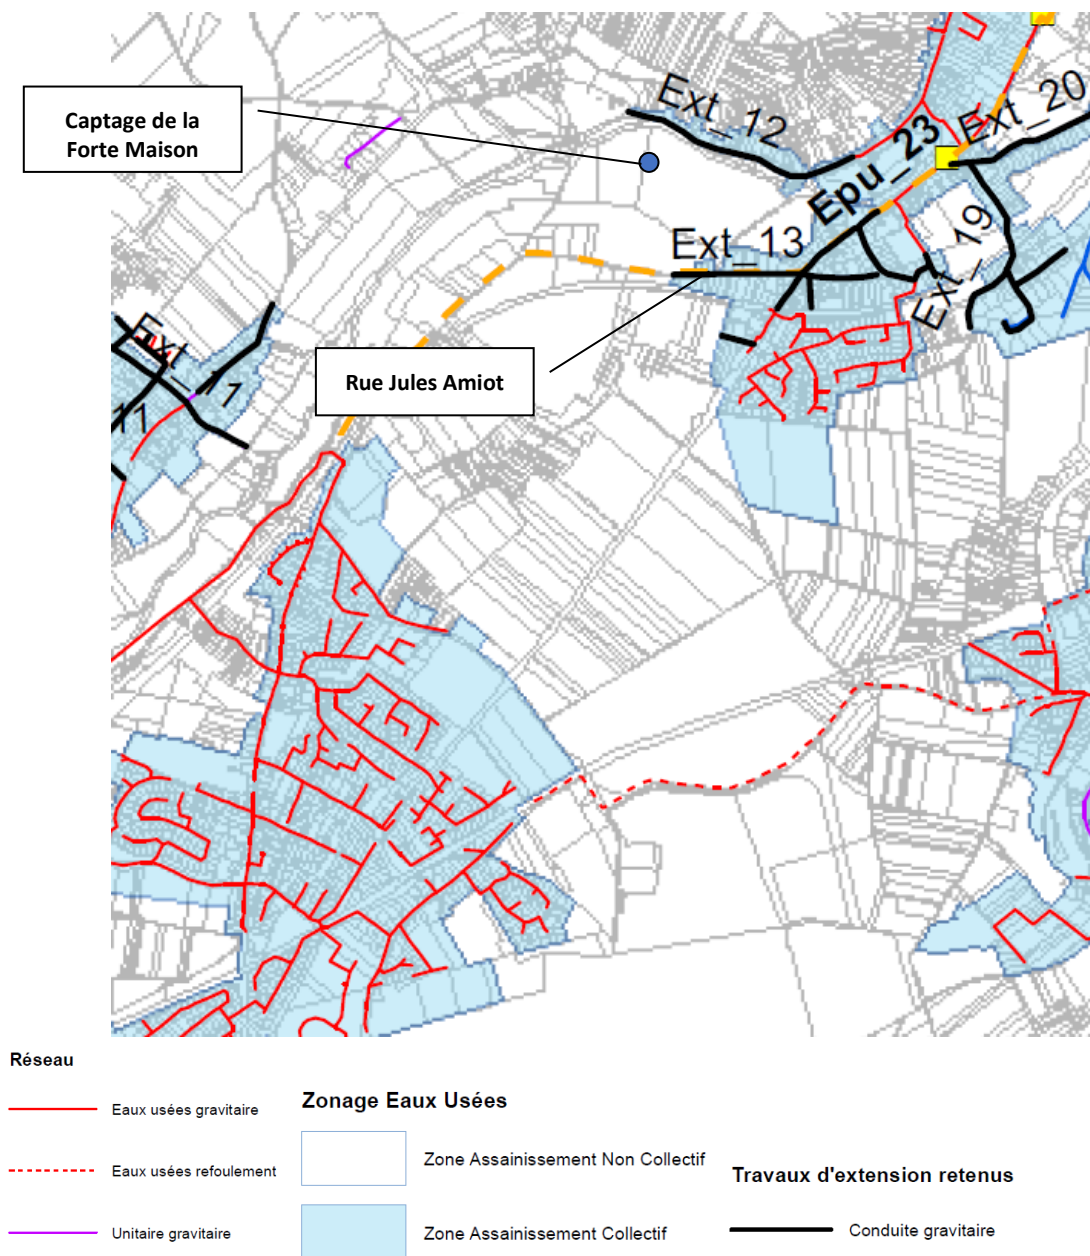 Captage de la
Forte Maison
Ext_12
Epu_23
Ext_20
Ext_13
Ext_19
Rue Jules Amiot
Ext_11
11
Réseau
Eaux usées gravitaire
Eaux usées refoulement
Unitaire gravitaire
Zonage Eaux Usées
Zone Assainissement Non Collectif
Zone Assainissement Collectif
Travaux d'extension retenus
Conduite gravitaire